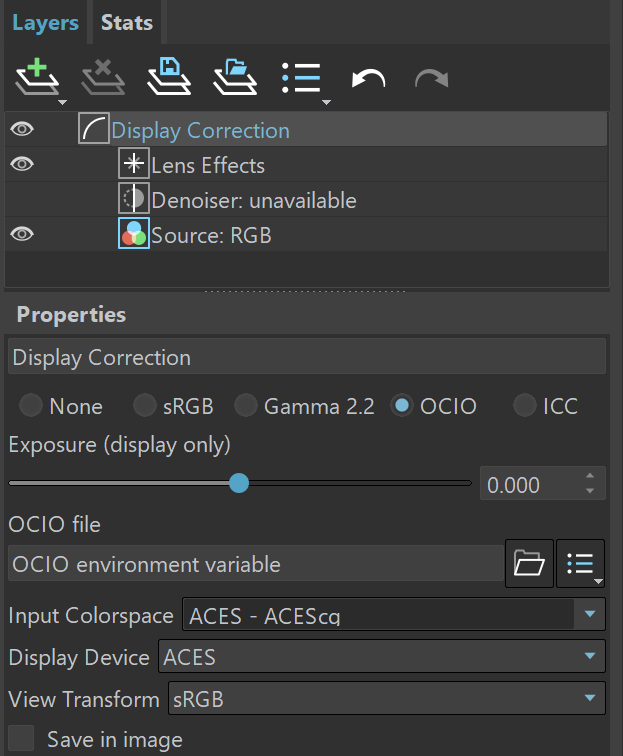 Layers Stats
Display Correction
Lens Effects
Denoiser: unavailable
Source: RGB
Properties
Display Correction
None sRGB Gamma 2.2 OCIO ICC
Exposure (display only)
0.000
OCIO file
OCIO environment variable
Input Colorspace ACES - ACEScg
Display Device ACES
View Transform sRGB
Save in image